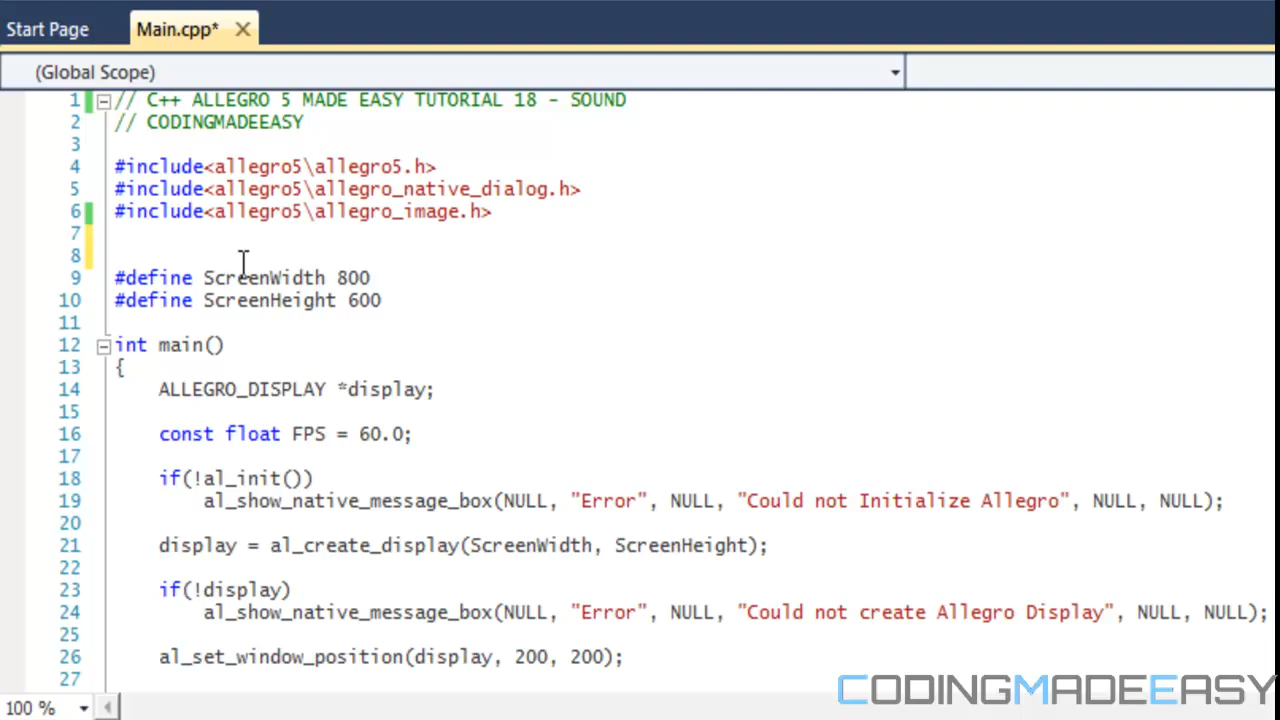 Start Page
Main.cpp*
(Global Scope)
1 // C++ ALLEGRO 5 MADE EASY TUTORIAL 18 - SOUND
2 // CODINGMADEEASY
3
4 #include<allegro5\allegro5.h>
5 #include<allegro5\allegro_native_dialog.h>
6 #include<allegro5\allegro_image.h>
7
8
9 #define ScreenWidth 800
10 #define ScreenHeight 600
11
12 int main()
13 {
14 ALLEGRO_DISPLAY *display;
15
16 const float FPS = 60.0;
17
18 if(!al_init())
19 al_show_native_message_box(NULL, "Error", NULL, "Could not Initialize Allegro", NULL, NULL);
20
21 display = al_create_display(ScreenWidth, ScreenHeight);
22
23 if(!display)
24 al_show_native_message_box(NULL, "Error", NULL, "Could not create Allegro Display", NULL, NULL);
25
26 al_set_window_position(display, 200, 200);
27
CODINGMADEEASY
100 %